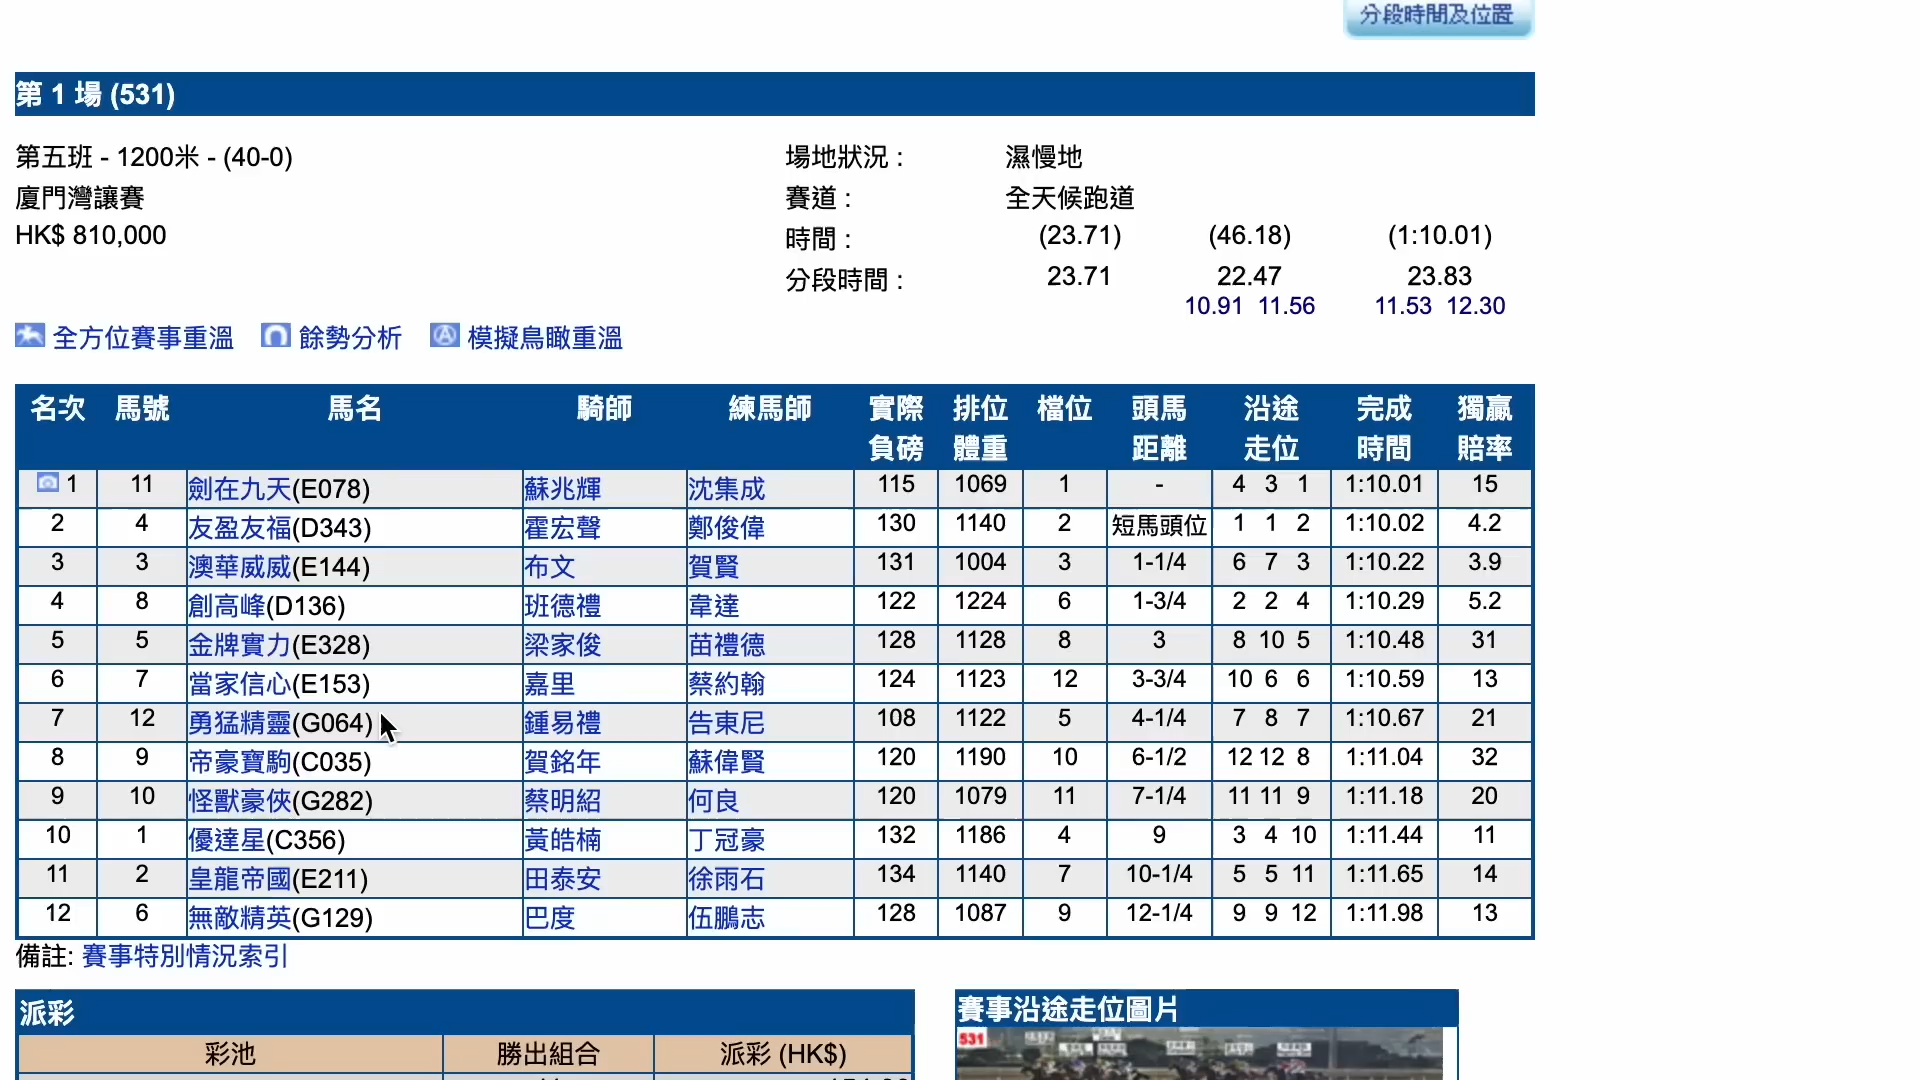 分段時間及位置
第 1 場 (531)
第五班 - 1200米 - (40-0) 場地狀況 : 濕慢地
廈門灣讓賽 賽道 : 全天候跑道
HK$ 810,000 時間 : (23.71) (46.18) (1:10.01)
分段時間 : 23.71 22.47 23.83
10.91 11.56 11.53 12.30
全方位賽事重溫 餘勢分析 模擬鳥瞰重溫
名次 馬號 馬名 騎師 練馬師 實際負磅 排位體重 檔位 頭馬距離 沿途走位 完成時間 獨贏賠率
1 11 劍在九天(E078) 蘇兆輝 沈集成 115 1069 1 - 4 3 1 1:10.01 15
2 4 友盈友福(D343) 霍宏聲 鄭俊偉 130 1140 2 短馬頭位 1 1 2 1:10.02 4.2
3 3 澳華威威(E144) 布文 賀賢 131 1004 3 1-1/4 6 7 3 1:10.22 3.9
4 8 創高峰(D136) 班德禮 韋達 122 1224 6 1-3/4 2 2 4 1:10.29 5.2
5 5 金牌實力(E328) 梁家俊 苗禮德 128 1128 8 3 8 10 5 1:10.48 31
6 7 當家信心(E153) 嘉里 蔡約翰 124 1123 12 3-3/4 10 6 6 1:10.59 13
7 12 勇猛精靈(G064) 鍾易禮 告東尼 108 1122 5 4-1/4 7 8 7 1:10.67 21
8 9 帝豪寶駒(C035) 賀銘年 蘇偉賢 120 1190 10 6-1/2 12 12 8 1:11.04 32
9 10 怪獸豪俠(G282) 蔡明紹 何良 120 1079 11 7-1/4 11 11 9 1:11.18 20
10 1 優達星(C356) 黃皓楠 丁冠豪 132 1186 4 9 3 4 10 1:11.44 11
11 2 皇龍帝國(E211) 田泰安 徐雨石 134 1140 7 10-1/4 5 5 11 1:11.65 14
12 6 無敵精英(G129) 巴度 伍鵬志 128 1087 9 12-1/4 9 9 12 1:11.98 13
備註: 賽事特別情況索引
派彩 賽事沿途走位圖片
彩池 勝出組合 派彩 (HK$)
531